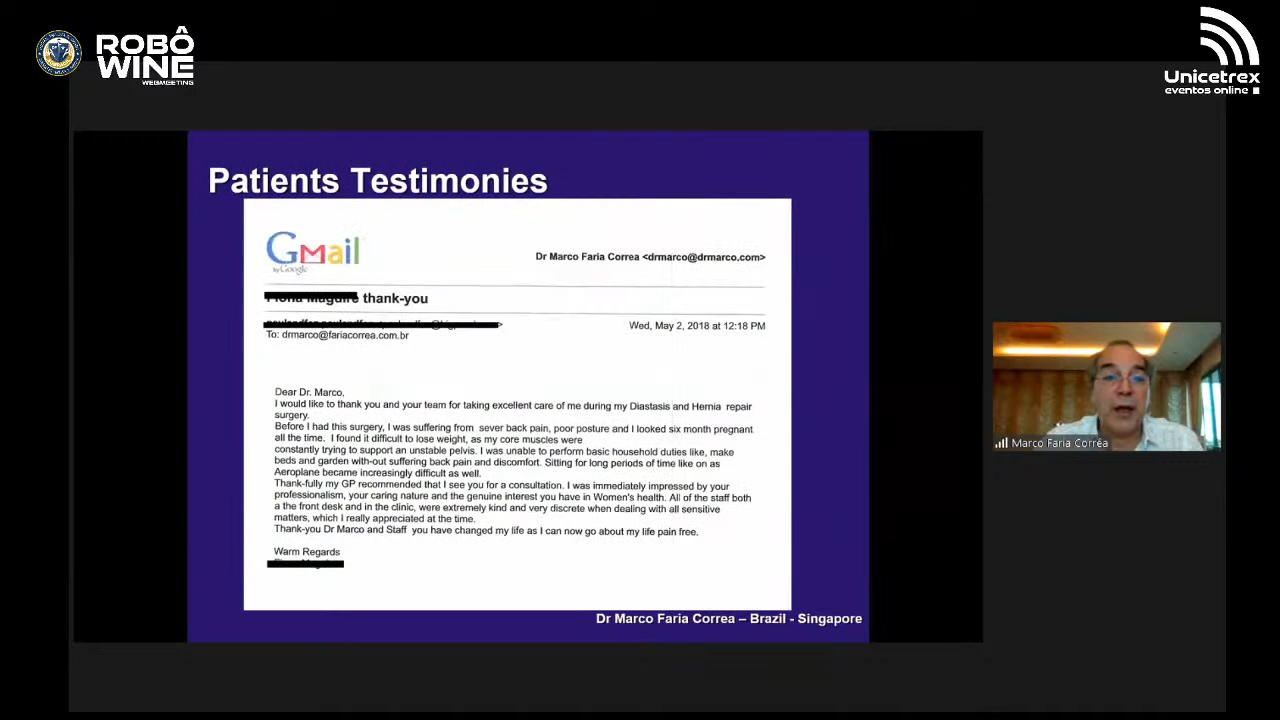 ROBÔ
WINE
WEBMEETING
Unicetrex
eventos online
Patients Testimonies
Gmail
by Google
Dr Marco Faria Correa <drmarco@drmarco.com>
thank-you
Wed, May 2, 2018 at 12:18 PM
To: drmarco@fariacorrea.com.br
Dear Dr. Marco,
I would like to thank you and your team for taking excellent care of me during my Diastasis and Hernia repair
surgery.
Before I had this surgery, I was suffering from sever back pain, poor posture and I looked six month pregnant
all the time. I found it difficult to lose weight, as my core muscles were
constantly trying to support an unstable pelvis. I was unable to perform basic household duties like, make
beds and garden with-out suffering back pain and discomfort. Sitting for long periods of time like on as
Aeroplane became increasingly difficult as well.
Thank-fully my GP recommended that I see you for a consultation. I was immediately impressed by your
professionalism, your caring nature and the genuine interest you have in Women's health. All of the staff both
a the front desk and in the clinic, were extremely kind and very discrete when dealing with all sensitive
matters, which I really appreciated at the time.
Thank-you Dr Marco and Staff you have changed my life as I can now go about my life pain free.
Warm Regards
Dr Marco Faria Correa – Brazil - Singapore
Marco Faria Corrêa